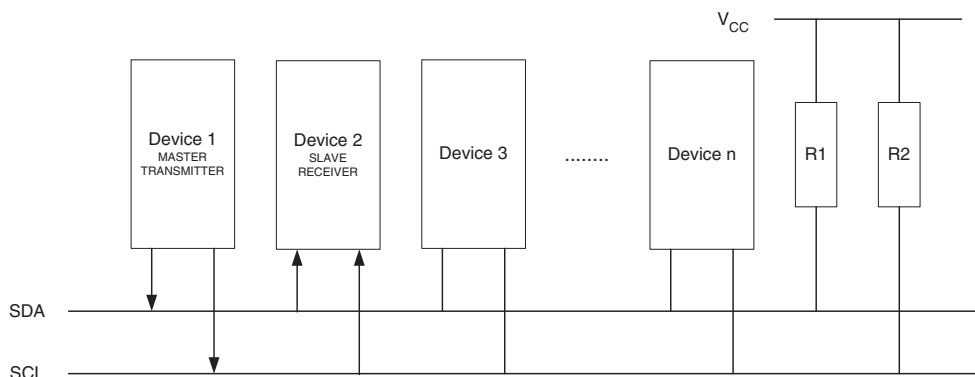 VCC
Device 1
MASTER
TRANSMITTER
Device 2
SLAVE
RECEIVER
Device 3
........
Device n
R1
R2
SDA
SCL